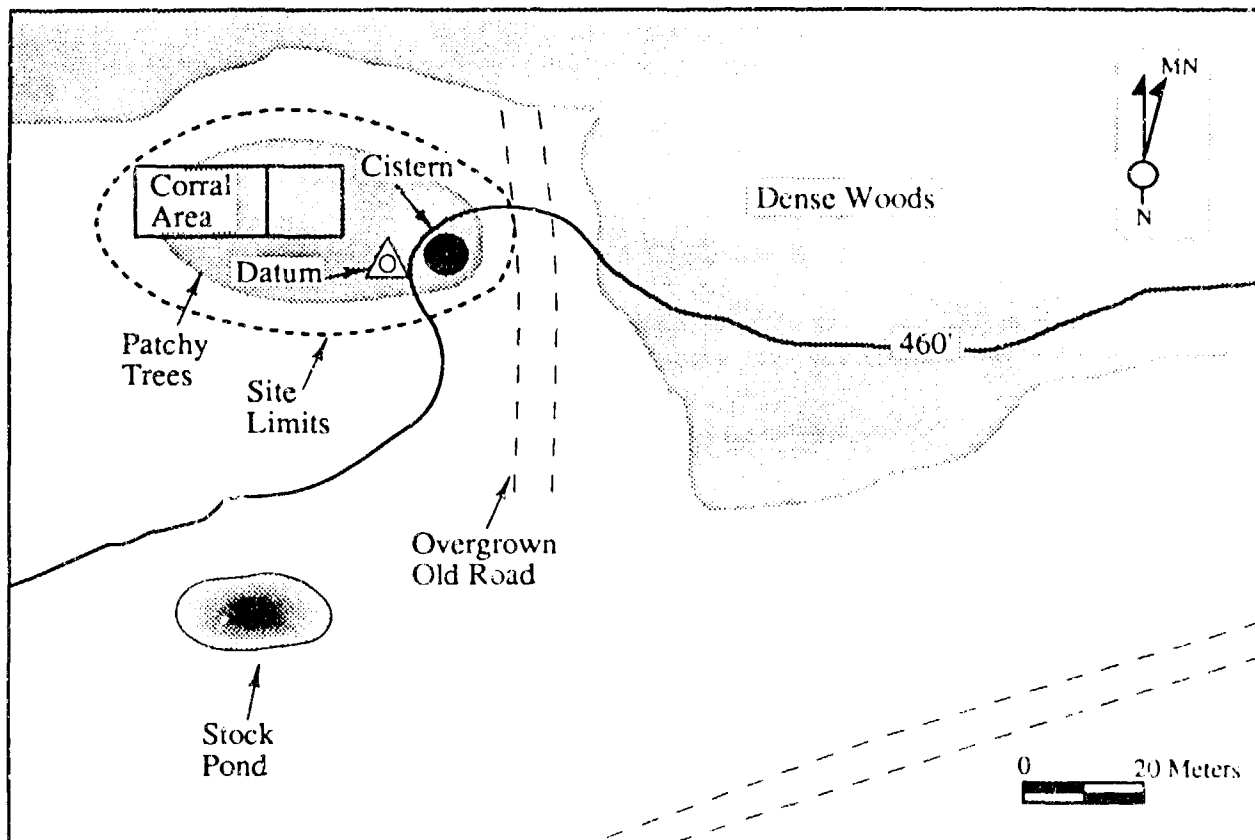 MN
N
Cistern
Corral
Area
Dense Woods
Datum
Patchy
Trees
460'
Site
Limits
Overgrown
Old Road
Stock
Pond
0 20 Meters